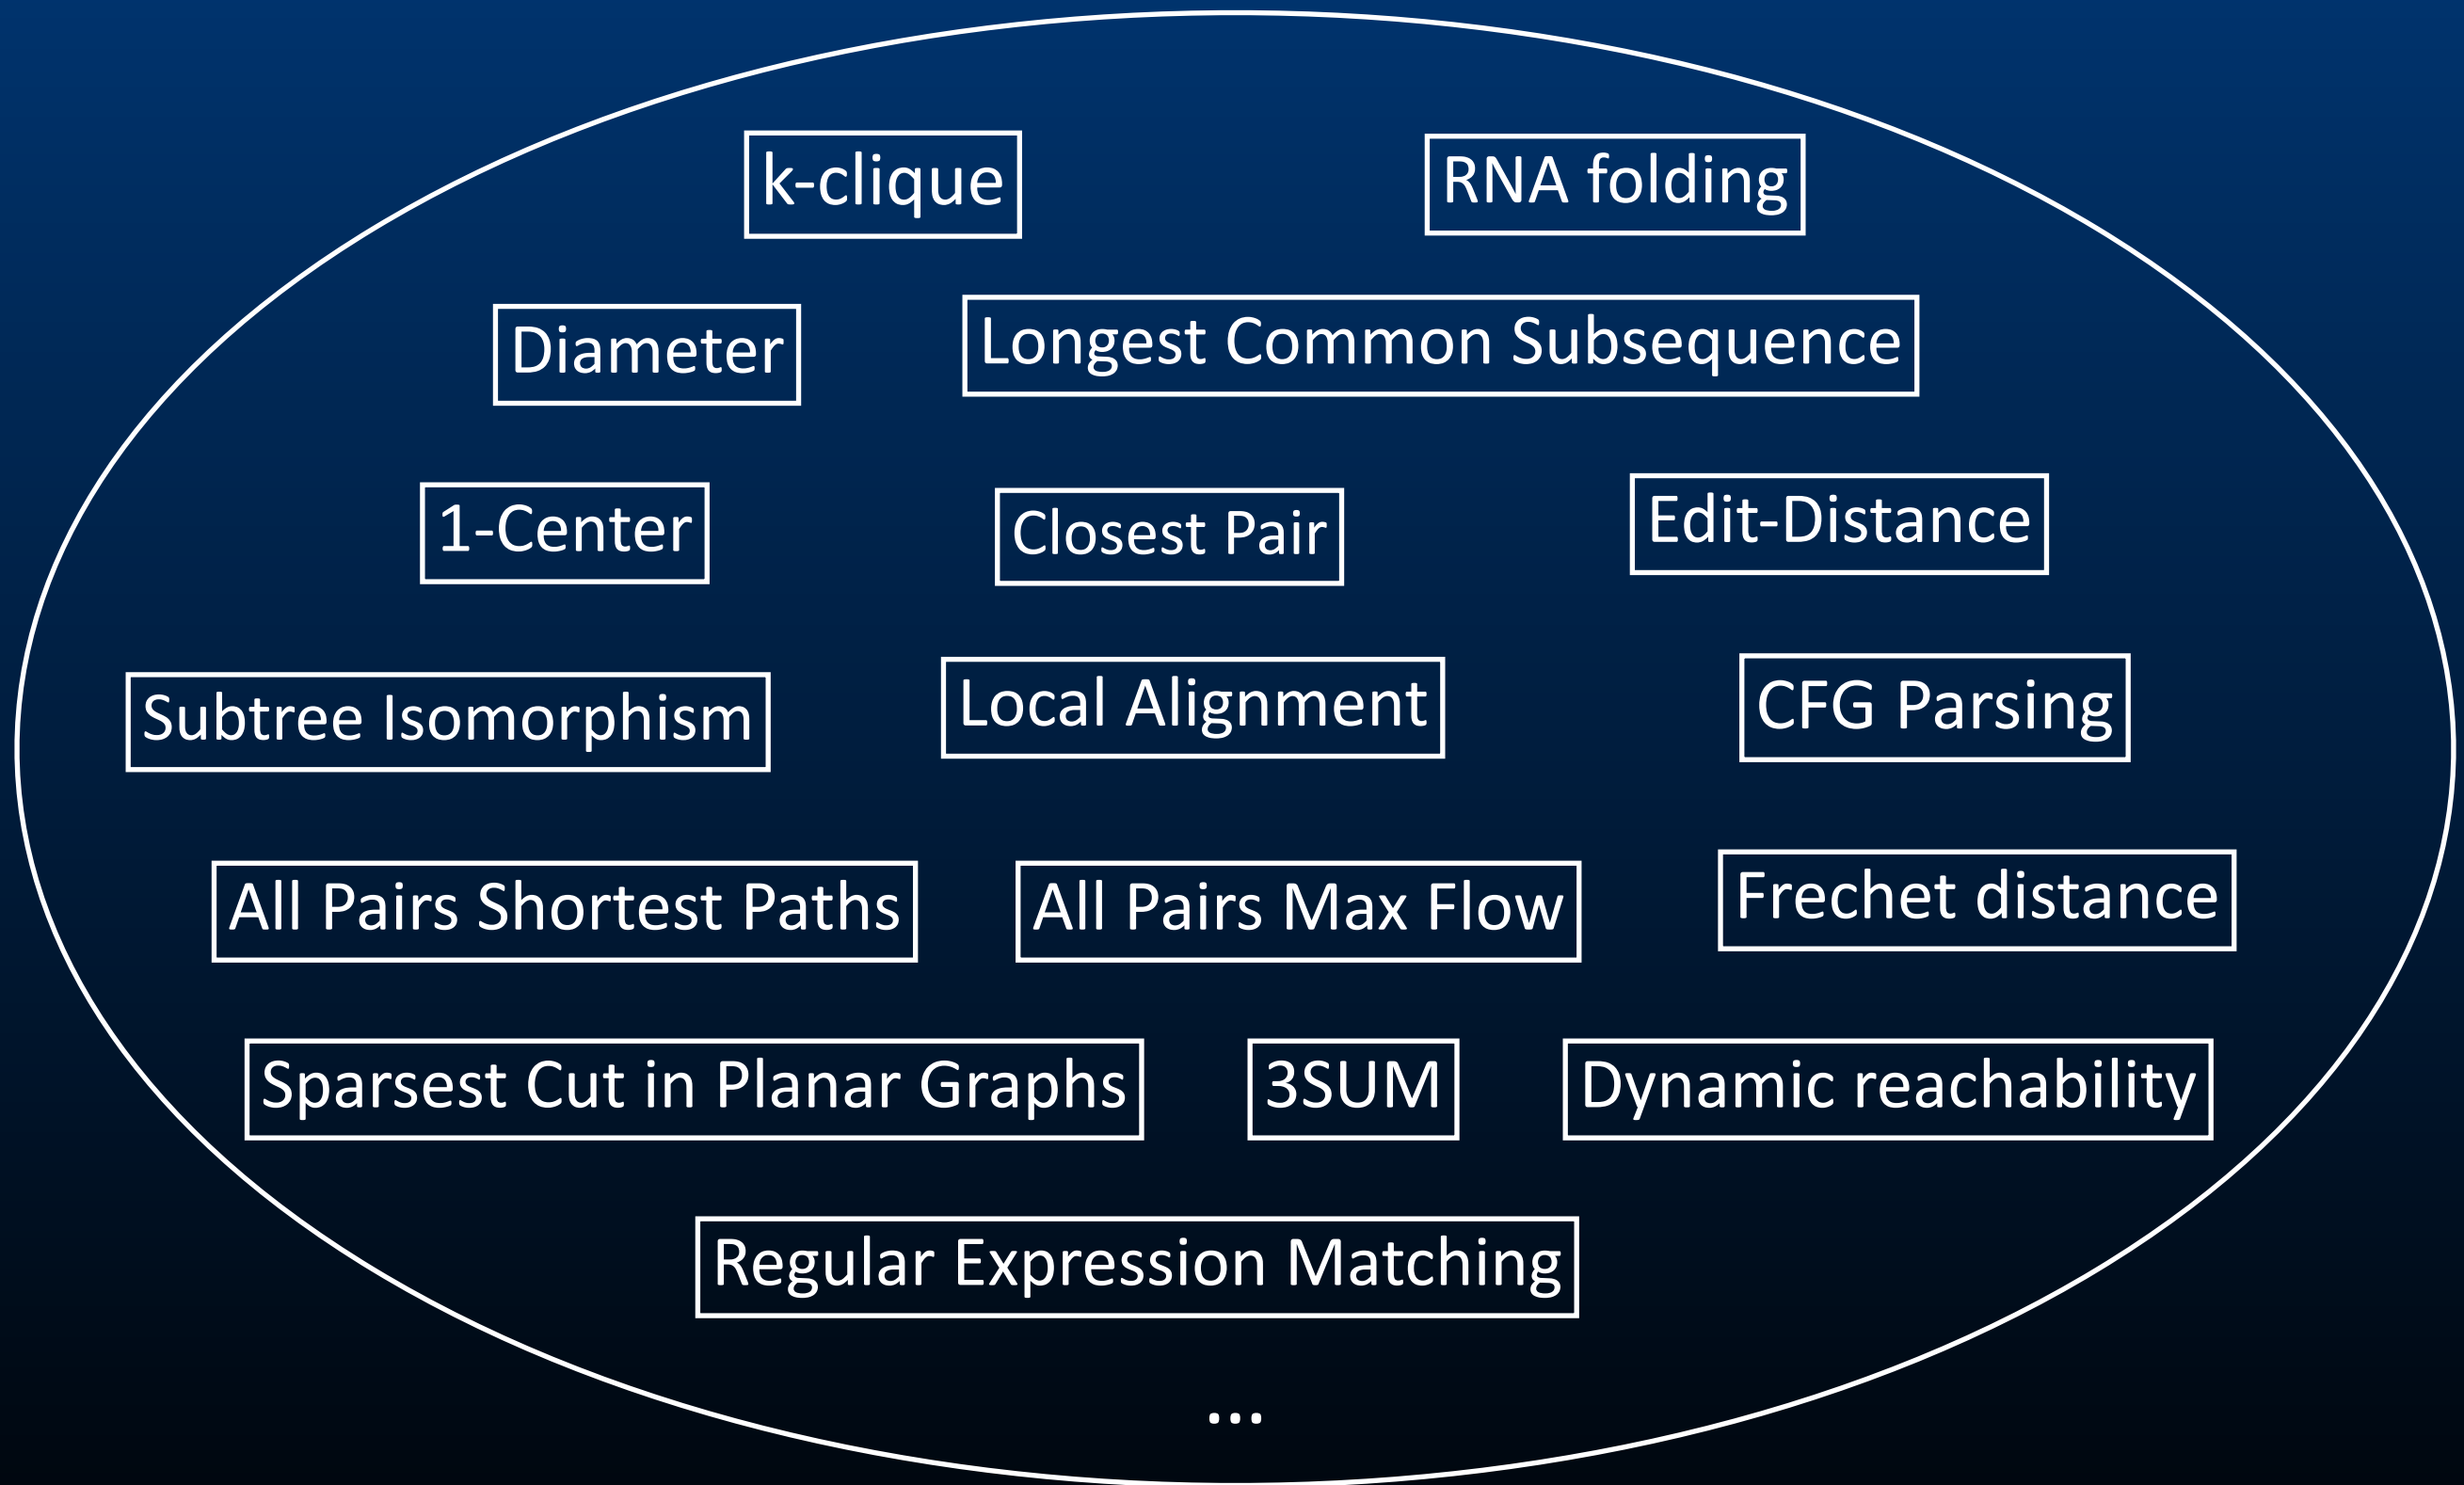 k-clique
RNA folding
Diameter
Longest Common Subsequence
1-Center
Closest Pair
Edit-Distance
Subtree Isomorphism
Local Alignment
CFG Parsing
All Pairs Shortest Paths
All Pairs Max Flow
Frechet distance
Sparsest Cut in Planar Graphs
3SUM
Dynamic reachability
Regular Expression Matching
...